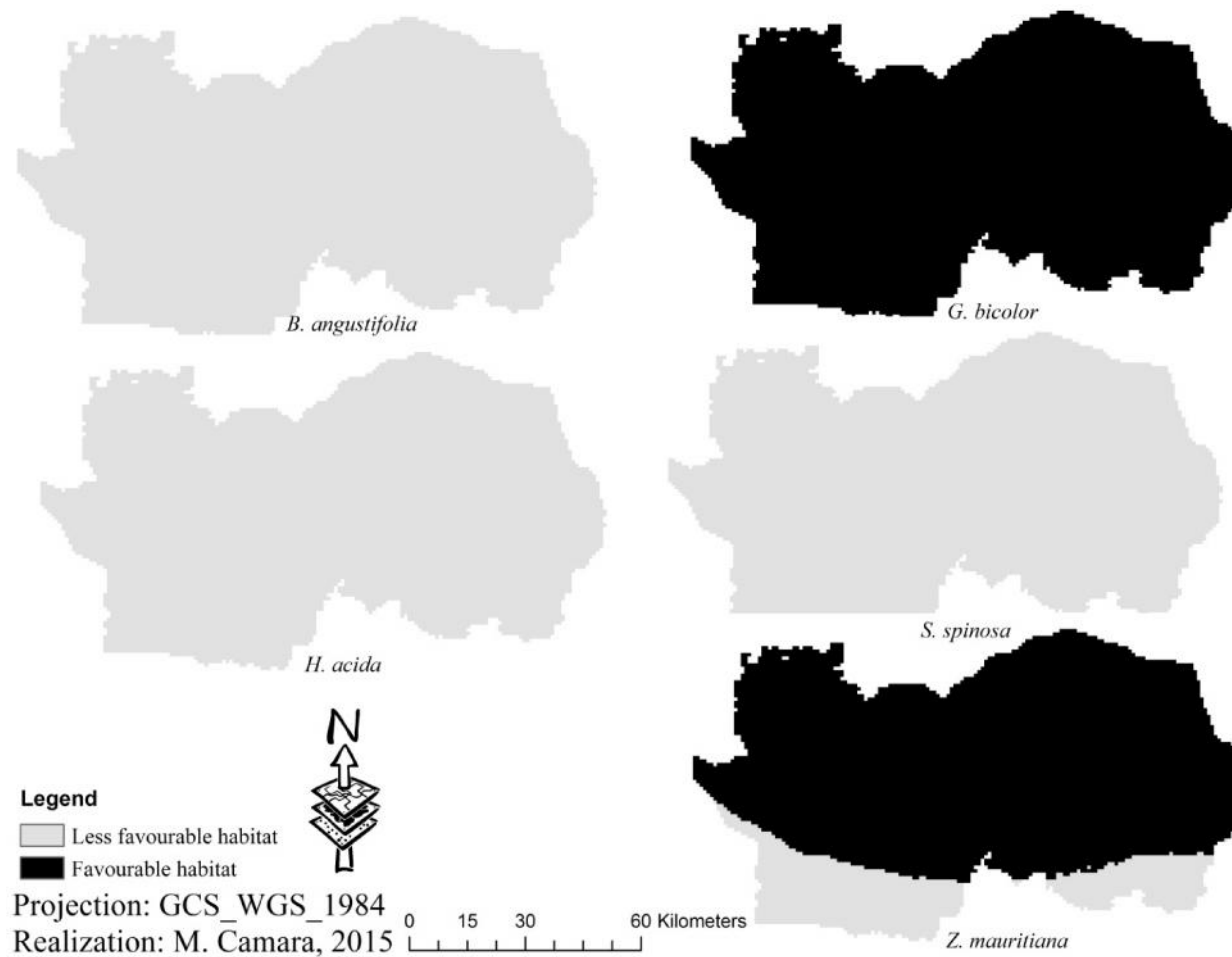 B. angustifolia
G. bicolor
H. acida
S. spinosa
N
Legend
Less favourable habitat
Favourable habitat
Projection: GCS_WGS_1984
Realization: M. Camara, 2015
0 15 30 60 Kilometers
Z. mauritiana